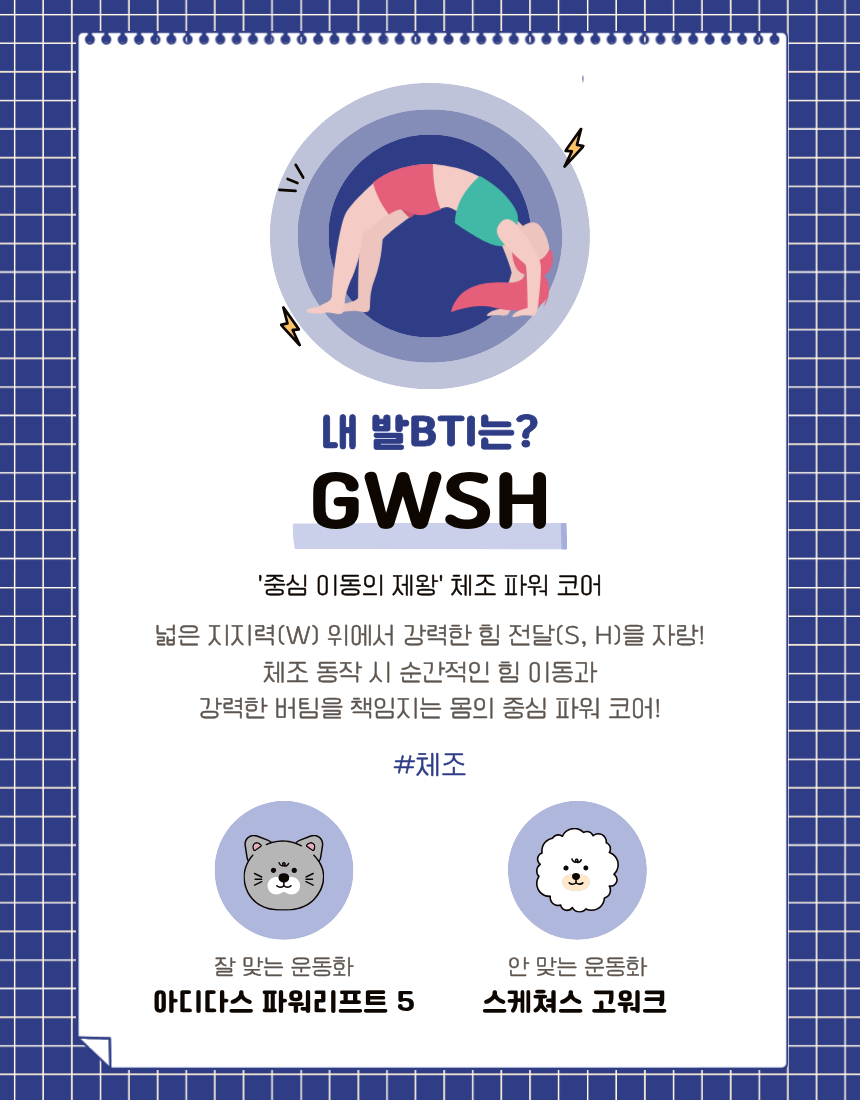 내 발BTI는?
GWSH
'중심 이동의 제왕' 체조 파워 코어
넓은 지지력(W) 위에서 강력한 힘 전달(S, H)을 자랑!
체조 동작 시 순간적인 힘 이동과
강력한 버팀을 책임지는 몸의 중심 파워 코어!
#체조
잘 맞는 운동화
아디다스 파워리프트 5
안 맞는 운동화
스케쳐스 고워크